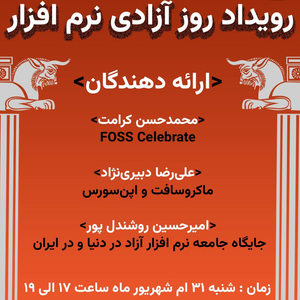 رویداد روز آزادی نرم افزار
<ارائه دهندگان>
<محمدحسن کرامت>
FOSS Celebrate
<علی‌رضا دبیری‌نژاد>
ماکروسافت و اپن‌سورس
<امیرحسین روشندل پور>
جایگاه جامعه نرم افزار آزاد در دنیا و در ایران
زمان : شنبه ۳۱ ام شهریور ماه ساعت ۱۷ الی ۱۹